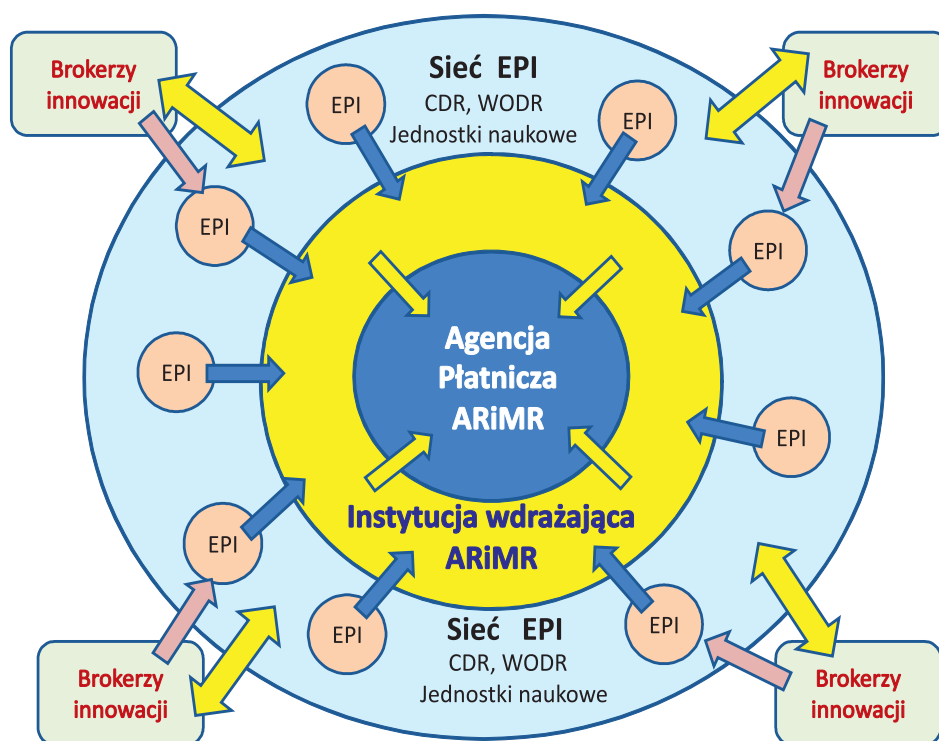 Brokerzy
innowacji
Sieć EPI
CDR, WODR
Jednostki naukowe
Brokerzy
innowacji
EPI
EPI
EPI
EPI
Agencja
Płatnicza
ARiMR
EPI
EPI
Instytucja wdrażająca
ARiMR
EPI
EPI
EPI
Sieć EPI
CDR, WODR
Jednostki naukowe
Brokerzy
innowacji
Brokerzy
innowacji